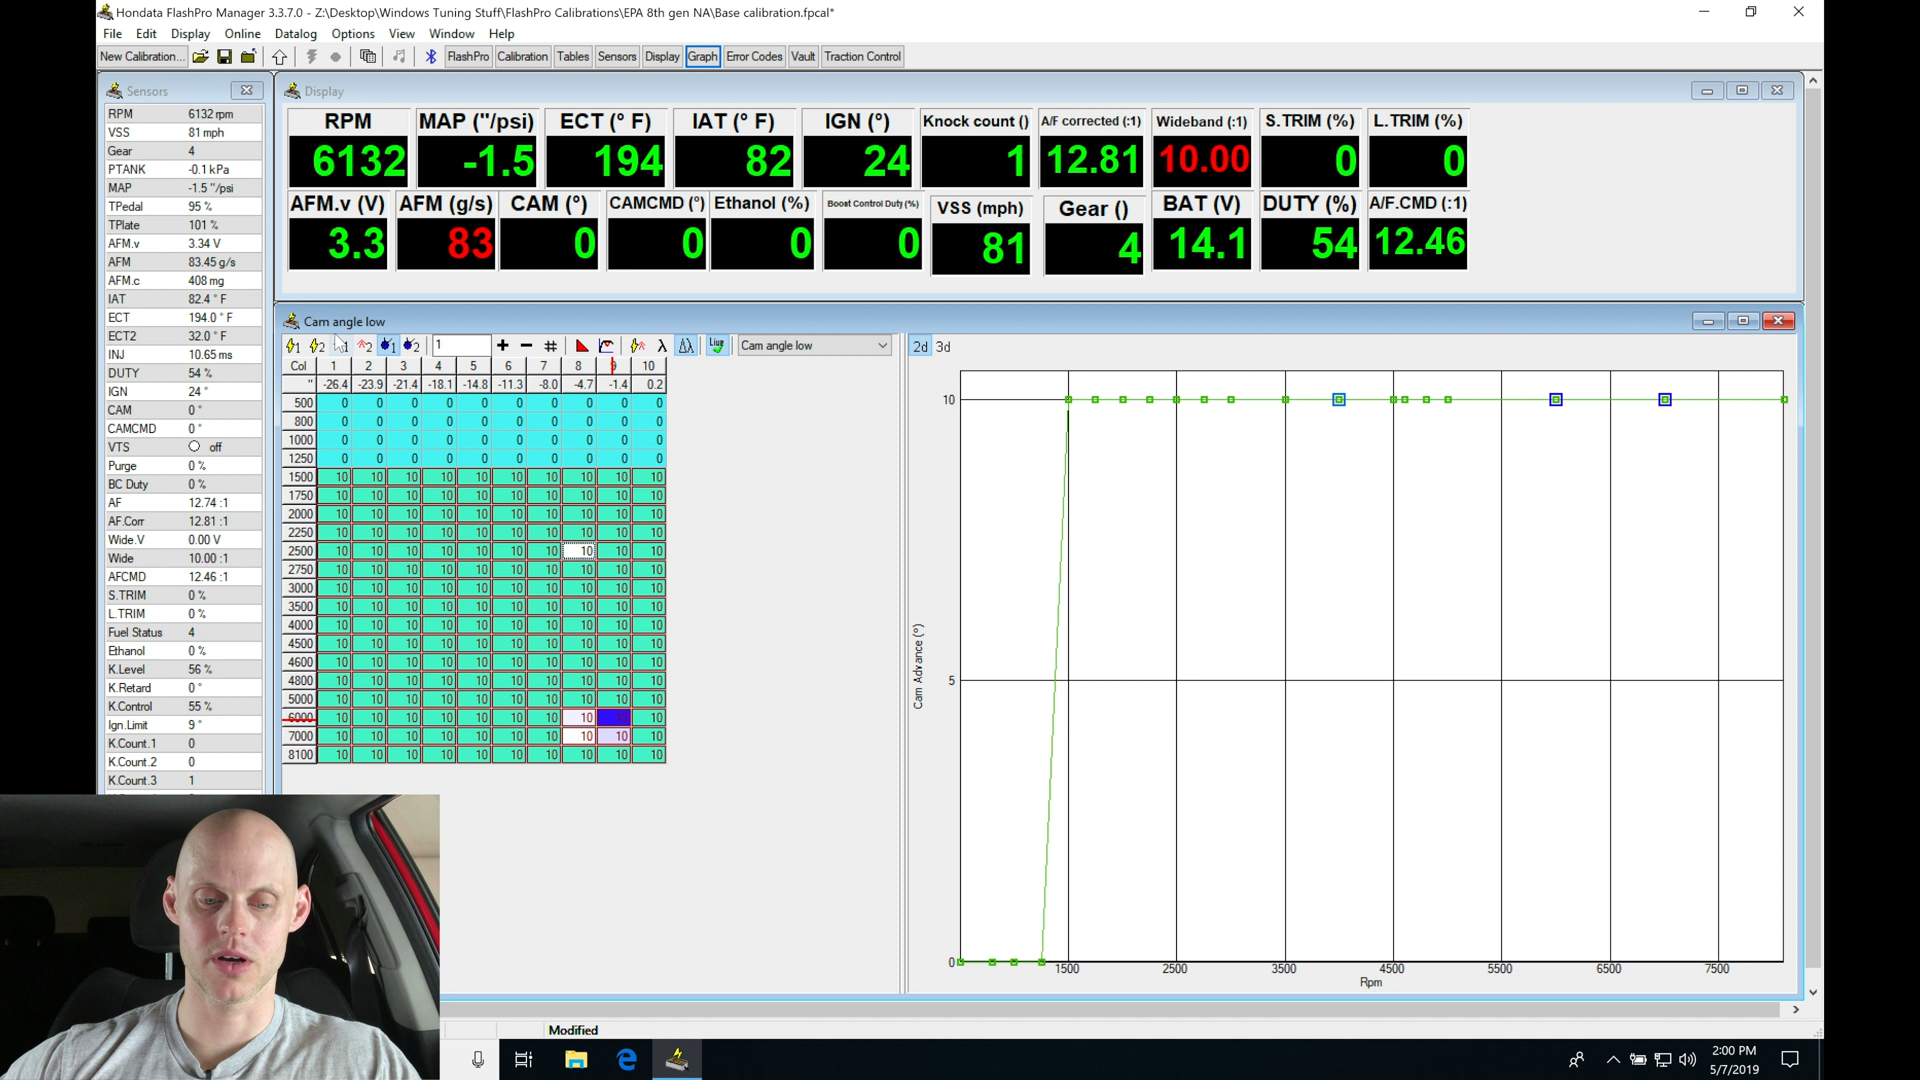 Hondata FlashPro Manager 3.3.7.0 - Z:\Desktop\Windows Tuning Stuff\FlashPro Calibrations\EPA 8th gen NA\Base calibration.fpcal*
File Edit Display Online Datalog Options View Window Help
New Calibration... FlashPro Calibration Tables Sensors Display Graph Error Codes Vault Traction Control
Sensors
RPM 6132 rpm
VSS 81 mph
Gear 4
PTANK -0.1 kPa
MAP -1.5 "/psi
TPedal 95 %
TPlate 101 %
AFM.v 3.34 V
AFM 83.45 g/s
AFM.c 408 mg
IAT 82.4 ° F
ECT 194.0 ° F
ECT2 32.0 ° F
INJ 10.65 ms
DUTY 54 %
IGN 24 °
CAM 0 °
CAMCMD 0 °
VTS off
Purge 0 %
BC Duty 0 %
AF 12.74 :1
AF.Corr 12.81 :1
Wide.V 0.00 V
Wide 10.00 :1
AFCMD 12.46 :1
S.TRIM 0 %
L.TRIM 0 %
Fuel Status 4
Ethanol 0 %
K.Level 56 %
K.Retard 0 °
K.Control 55 %
Ign.Limit 9 °
K.Count.1 0
K.Count.2 0
K.Count.3 1
Display
RPM MAP ("/psi) ECT (° F) IAT (° F) IGN (°) Knock count () A/F corrected (:1) Wideband (:1) S.TRIM (%) L.TRIM (%)
6132 -1.5 194 82 24 1 12.81 10.00 0 0
AFM.v (V) AFM (g/s) CAM (°) CAMCMD (°) Ethanol (%) Boost Control Duty (%) VSS (mph) Gear () BAT (V) DUTY (%) A/F.CMD (:1)
3.3 83 0 0 0 0 81 4 14.1 54 12.46
Cam angle low
1 2 1 2 1 2 1 λ Live Cam angle low
Col 1 2 3 4 5 6 7 8 9 10
" -26.4 -23.9 -21.4 -18.1 -14.8 -11.3 -8.0 -4.7 -1.4 0.2
500 0 0 0 0 0 0 0 0 0 0
800 0 0 0 0 0 0 0 0 0 0
1000 0 0 0 0 0 0 0 0 0 0
1250 0 0 0 0 0 0 0 0 0 0
1500 10 10 10 10 10 10 10 10 10 10
1750 10 10 10 10 10 10 10 10 10 10
2000 10 10 10 10 10 10 10 10 10 10
2250 10 10 10 10 10 10 10 10 10 10
2500 10 10 10 10 10 10 10 10 10 10
2750 10 10 10 10 10 10 10 10 10 10
3000 10 10 10 10 10 10 10 10 10 10
3500 10 10 10 10 10 10 10 10 10 10
4000 10 10 10 10 10 10 10 10 10 10
4500 10 10 10 10 10 10 10 10 10 10
4600 10 10 10 10 10 10 10 10 10 10
4800 10 10 10 10 10 10 10 10 10 10
5000 10 10 10 10 10 10 10 10 10 10
6000 10 10 10 10 10 10 10 10 10 10
7000 10 10 10 10 10 10 10 10 10 10
8100 10 10 10 10 10 10 10 10 10 10
2d 3d
10
5
0
Cam Advance (°)
1500 2500 3500 4500 5500 6500 7500
Rpm
Modified
2:00 PM
5/7/2019